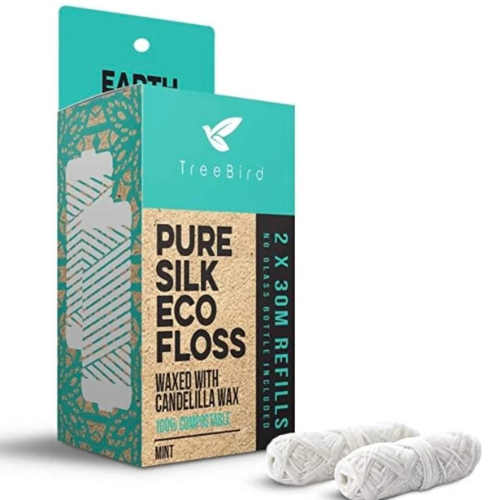 EARTH
TreeBird
PURE
SILK
ECO
FLOSS
WAXED WITH
CANDELILLA WAX
100% COMPOSTABLE
MINT
2 X 30M REFILLS
NO GLASS BOTTLE INCLUDED